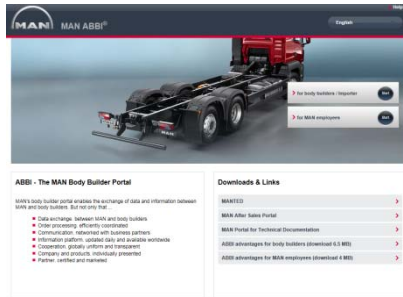 Help
MAN MAN ABBI®
English
for body builders / Importer
for MAN employees
ABBI - The MAN Body Builder Portal
MAN's body builder portal enables the exchange of data and information between
MAN and body builders. But not only that...
Data exchange: between MAN and body builders
Order processing: efficiently coordinated
Communication: networked with business partners
Information platform: updated daily and available worldwide
Cooperation: globally uniform and transparent
Company and products: individually presented
Partner: certified and marketed
Downloads & Links
MANTED
MAN After Sales Portal
MAN Portal for Technical Documentation
ABBI advantages for body builders (download 6,5 MB)
ABBI advantages for MAN employees (download 4 MB)